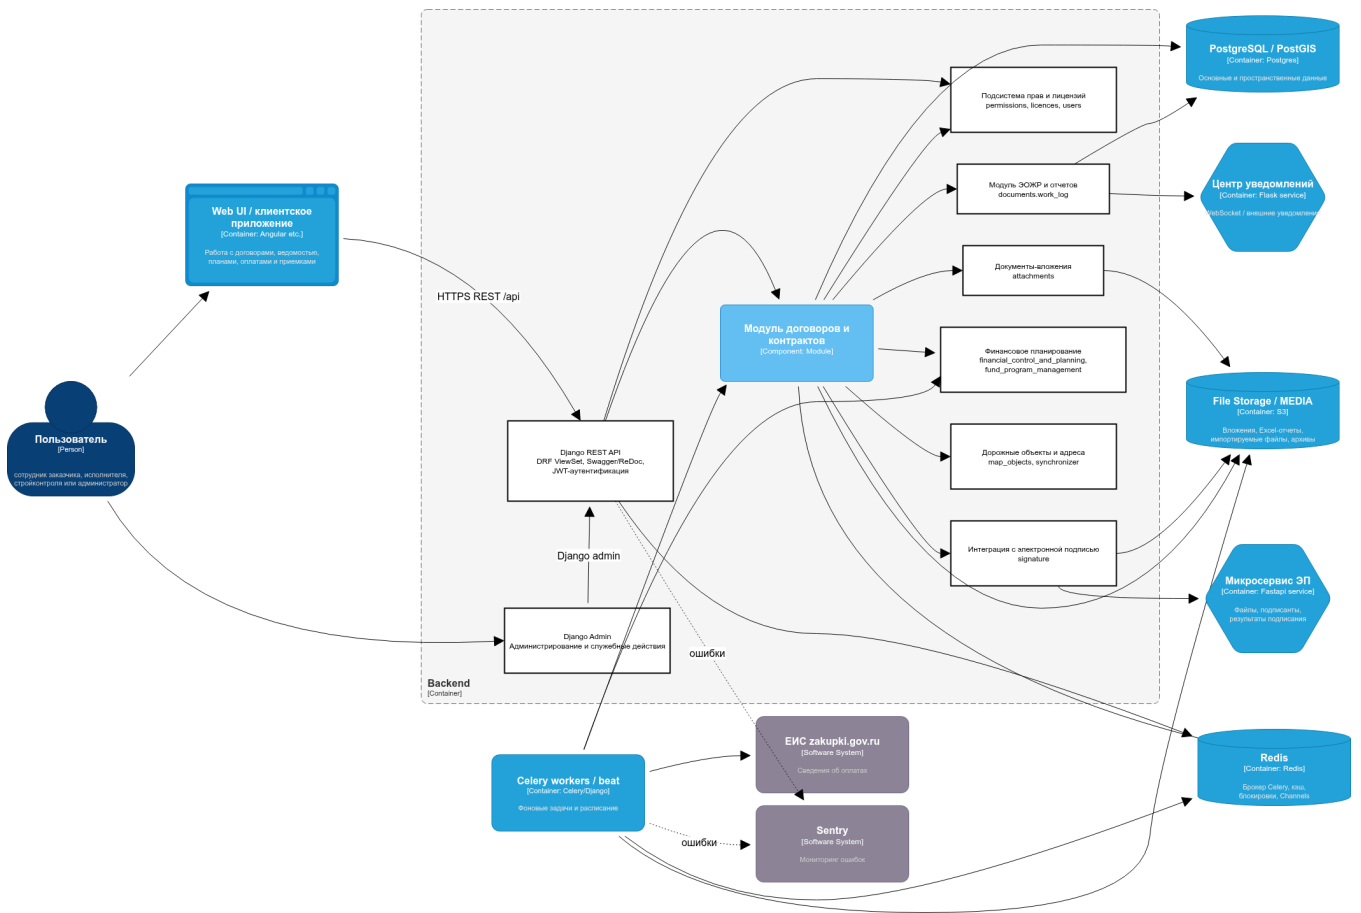 PostgreSQL / PostGIS
[Container: Postgres]
Основные и пространственные данные
Подсистема прав и лицензий
permissions, licences, users
Модуль ЭОЖР и отчетов
documents.work_log
Центр уведомлений
[Container: Flask service]
WebSocket / внешние уведомления
Web UI / клиентское
приложение
[Container: Angular etc.]
Работа с договорами, ведомостью,
планами, оплатами и приемками
Документы-вложения
attachments
HTTPS REST /api
Модуль договоров и
контрактов
[Component: Module]
Финансовое планирование
financial_control_and_planning,
fund_program_management
File Storage / MEDIA
[Container: S3]
Вложения, Excel-отчеты,
импортируемые файлы, архивы
Пользователь
[Person]
сотрудник заказчика, исполнителя,
стройконтроля или администратор
Django REST API
DRF ViewSet, Swagger/ReDoc,
JWT-аутентификация
Дорожные объекты и адреса
map_objects, synchronizer
Интеграция с электронной подписью
signature
Django admin
Микросервис ЭП
[Container: Fastapi service]
Файлы, подписанты,
результаты подписания
Django Admin
Администрирование и служебные действия
ошибки
Backend
[Container]
ЕИС zakupki.gov.ru
[Software System]
Сведения об оплатах
Redis
[Container: Redis]
Брокер Celery, кэш,
блокировки, Channels
Celery workers / beat
[Container: Celery/Django]
Фоновые задачи и расписание
ошибки
Sentry
[Software System]
Мониторинг ошибок